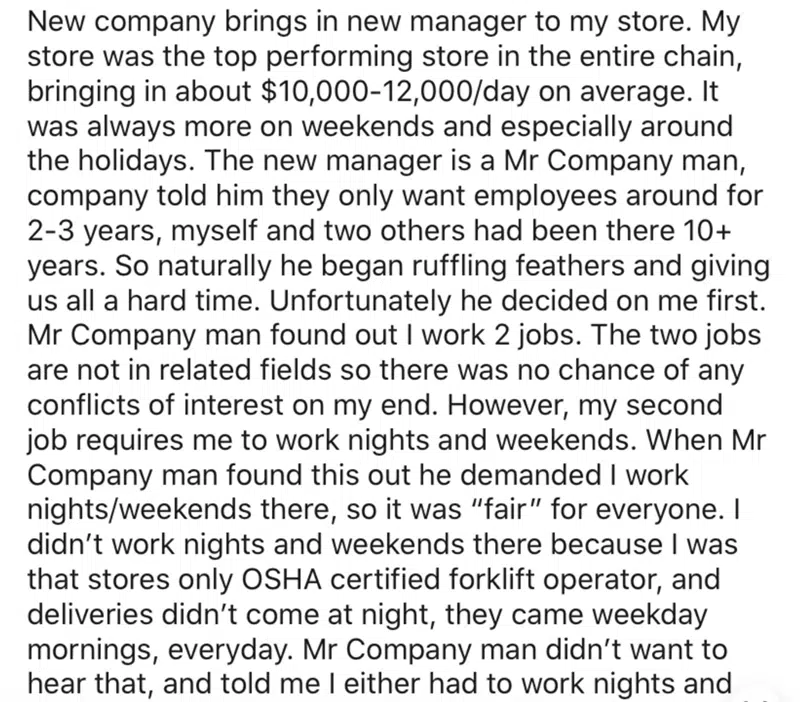 New company brings in new manager to my store. My
store was the top performing store in the entire chain,
bringing in about $10,000-12,000/day on average. It
was always more on weekends and especially around
the holidays. The new manager is a Mr Company man,
company told him they only want employees around for
2-3 years, myself and two others had been there 10+
years. So naturally he began ruffling feathers and giving
us all a hard time. Unfortunately he decided on me first.
Mr Company man found out I work 2 jobs. The two jobs
are not in related fields so there was no chance of any
conflicts of interest on my end. However, my second
job requires me to work nights and weekends. When Mr
Company man found this out he demanded I work
nights/weekends there, so it was “fair” for everyone. I
didn’t work nights and weekends there because I was
that stores only OSHA certified forklift operator, and
deliveries didn’t come at night, they came weekday
mornings, everyday. Mr Company man didn’t want to
hear that, and told me I either had to work nights and